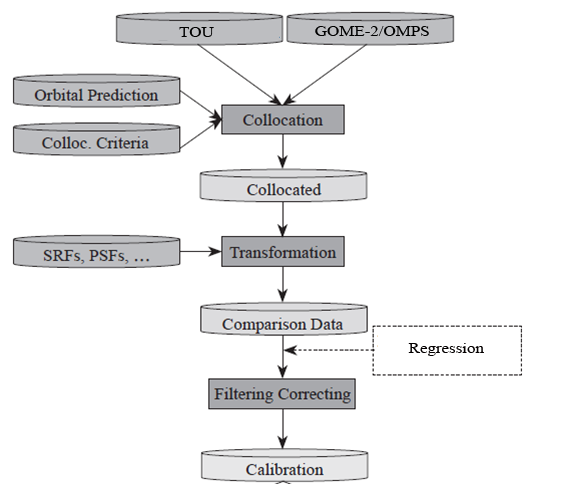 TOU
GOME-2/OMPS
Orbital Prediction
Collocation
Colloc. Criteria
Collocated
SRFs, PSFs, …
Transformation
Comparison Data
Regression
Filtering Correcting
Calibration